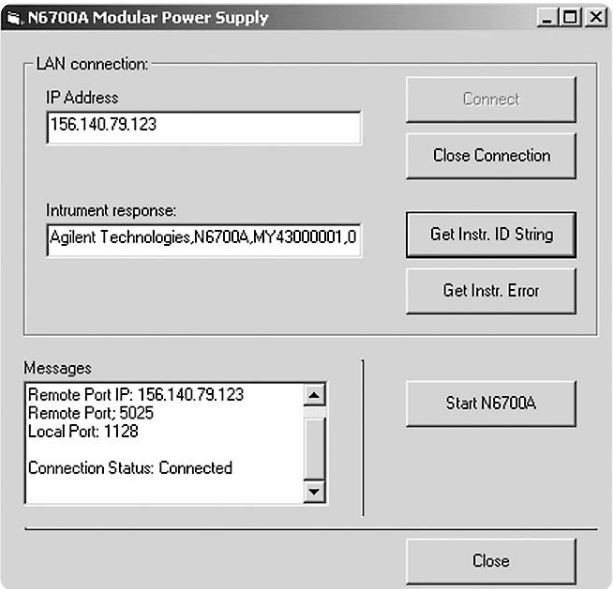 N6700A Modular Power Supply
LAN connection:
IP Address
156.140.79.123
Connect
Close Connection
Intrument response:
Agilent Technologies,N6700A,MY43000001,0
Get Instr. ID String
Get Instr. Error
Messages
Remote Port IP: 156.140.79.123
Remote Port; 5025
Local Port: 1128
Connection Status: Connected
Start N6700A
Close